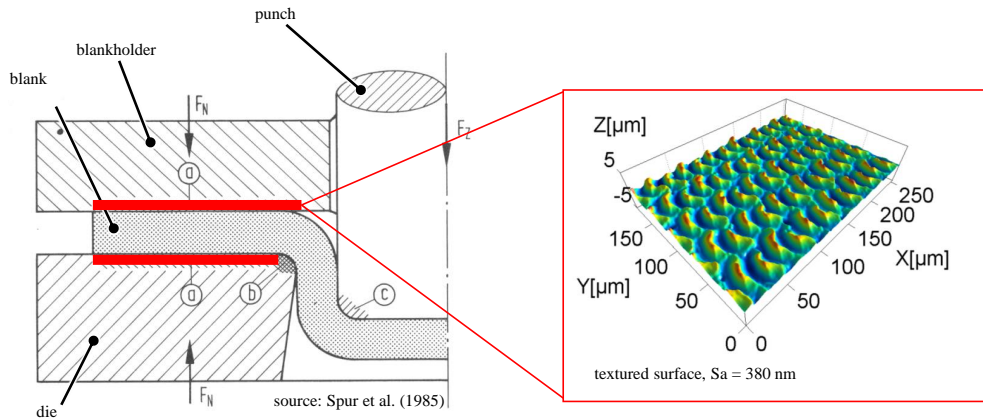 punch
blankholder
blank
F_N
F_Z
a
a
b
c
F_N
die
source: Spur et al. (1985)
Z[µm]
5
-5
150
100
50
Y[µm]
0
0
50
100
150
200
250
X[µm]
textured surface, Sa = 380 nm